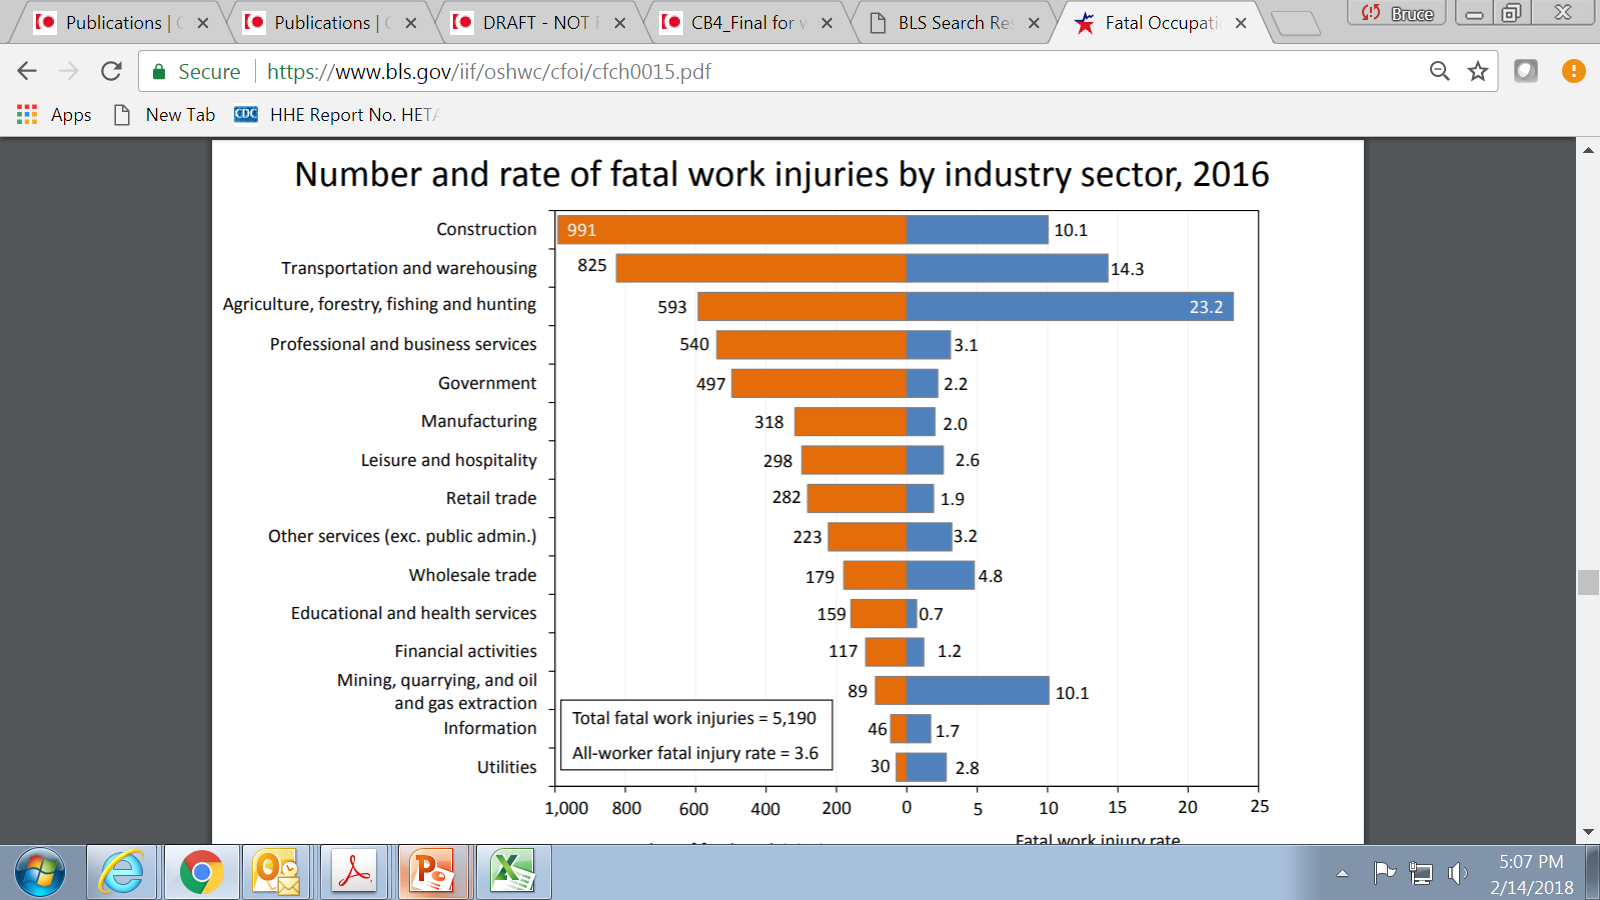 Publications | C
Publications | C
DRAFT - NOT F
CB4_Final for w
BLS Search Res
Fatal Occupati
Bruce
Secure
https://www.bls.gov/iif/oshwc/cfoi/cfch0015.pdf
Apps
New Tab
CDC
HHE Report No. HETA
Number and rate of fatal work injuries by industry sector, 2016
Construction 991 10.1
Transportation and warehousing 825 14.3
Agriculture, forestry, fishing and hunting 593 23.2
Professional and business services 540 3.1
Government 497 2.2
Manufacturing 318 2.0
Leisure and hospitality 298 2.6
Retail trade 282 1.9
Other services (exc. public admin.) 223 3.2
Wholesale trade 179 4.8
Educational and health services 159 0.7
Financial activities 117 1.2
Mining, quarrying, and oil
and gas extraction 89 10.1
Information 46 1.7
Utilities 30 2.8
Total fatal work injuries = 5,190
All-worker fatal injury rate = 3.6
1,000 800 600 400 200 0 5 10 15 20 25
Fatal work injury rate
5:07 PM
2/14/2018